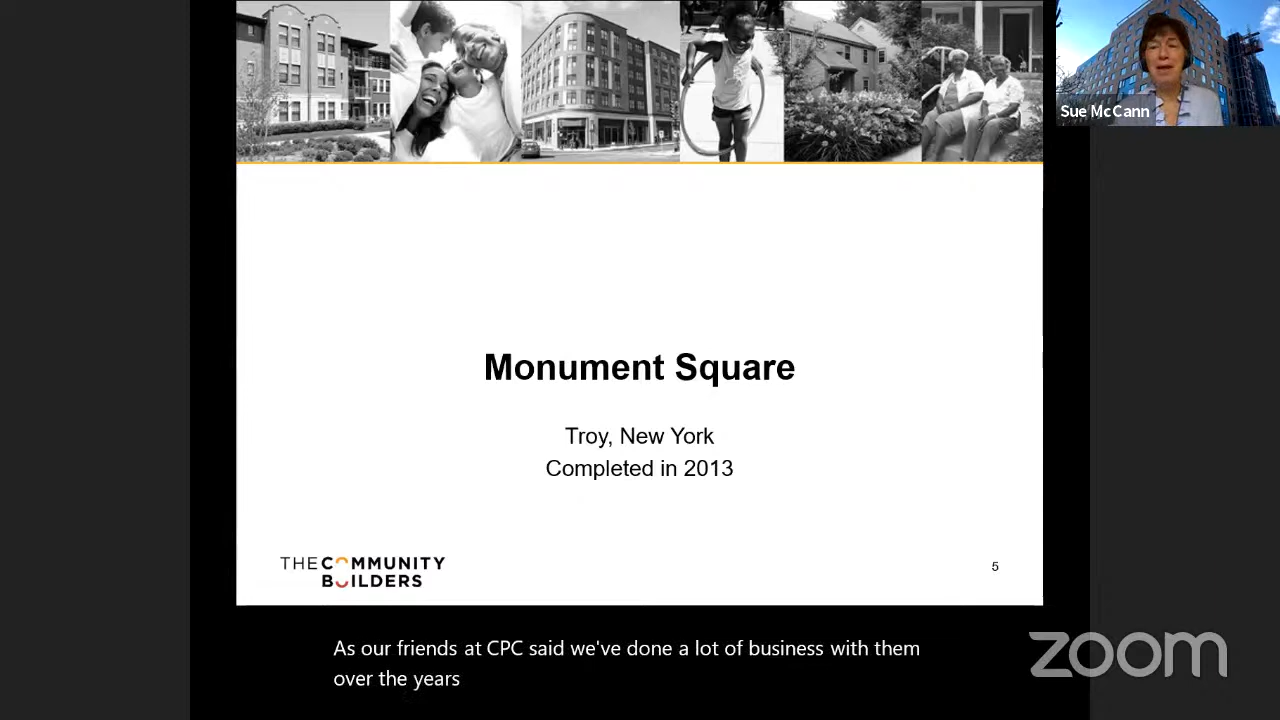 Sue McCann
Monument Square
Troy, New York
Completed in 2013
THE COMMUNITY
BUILDERS
5
As our friends at CPC said we've done a lot of business with them
over the years
zoom